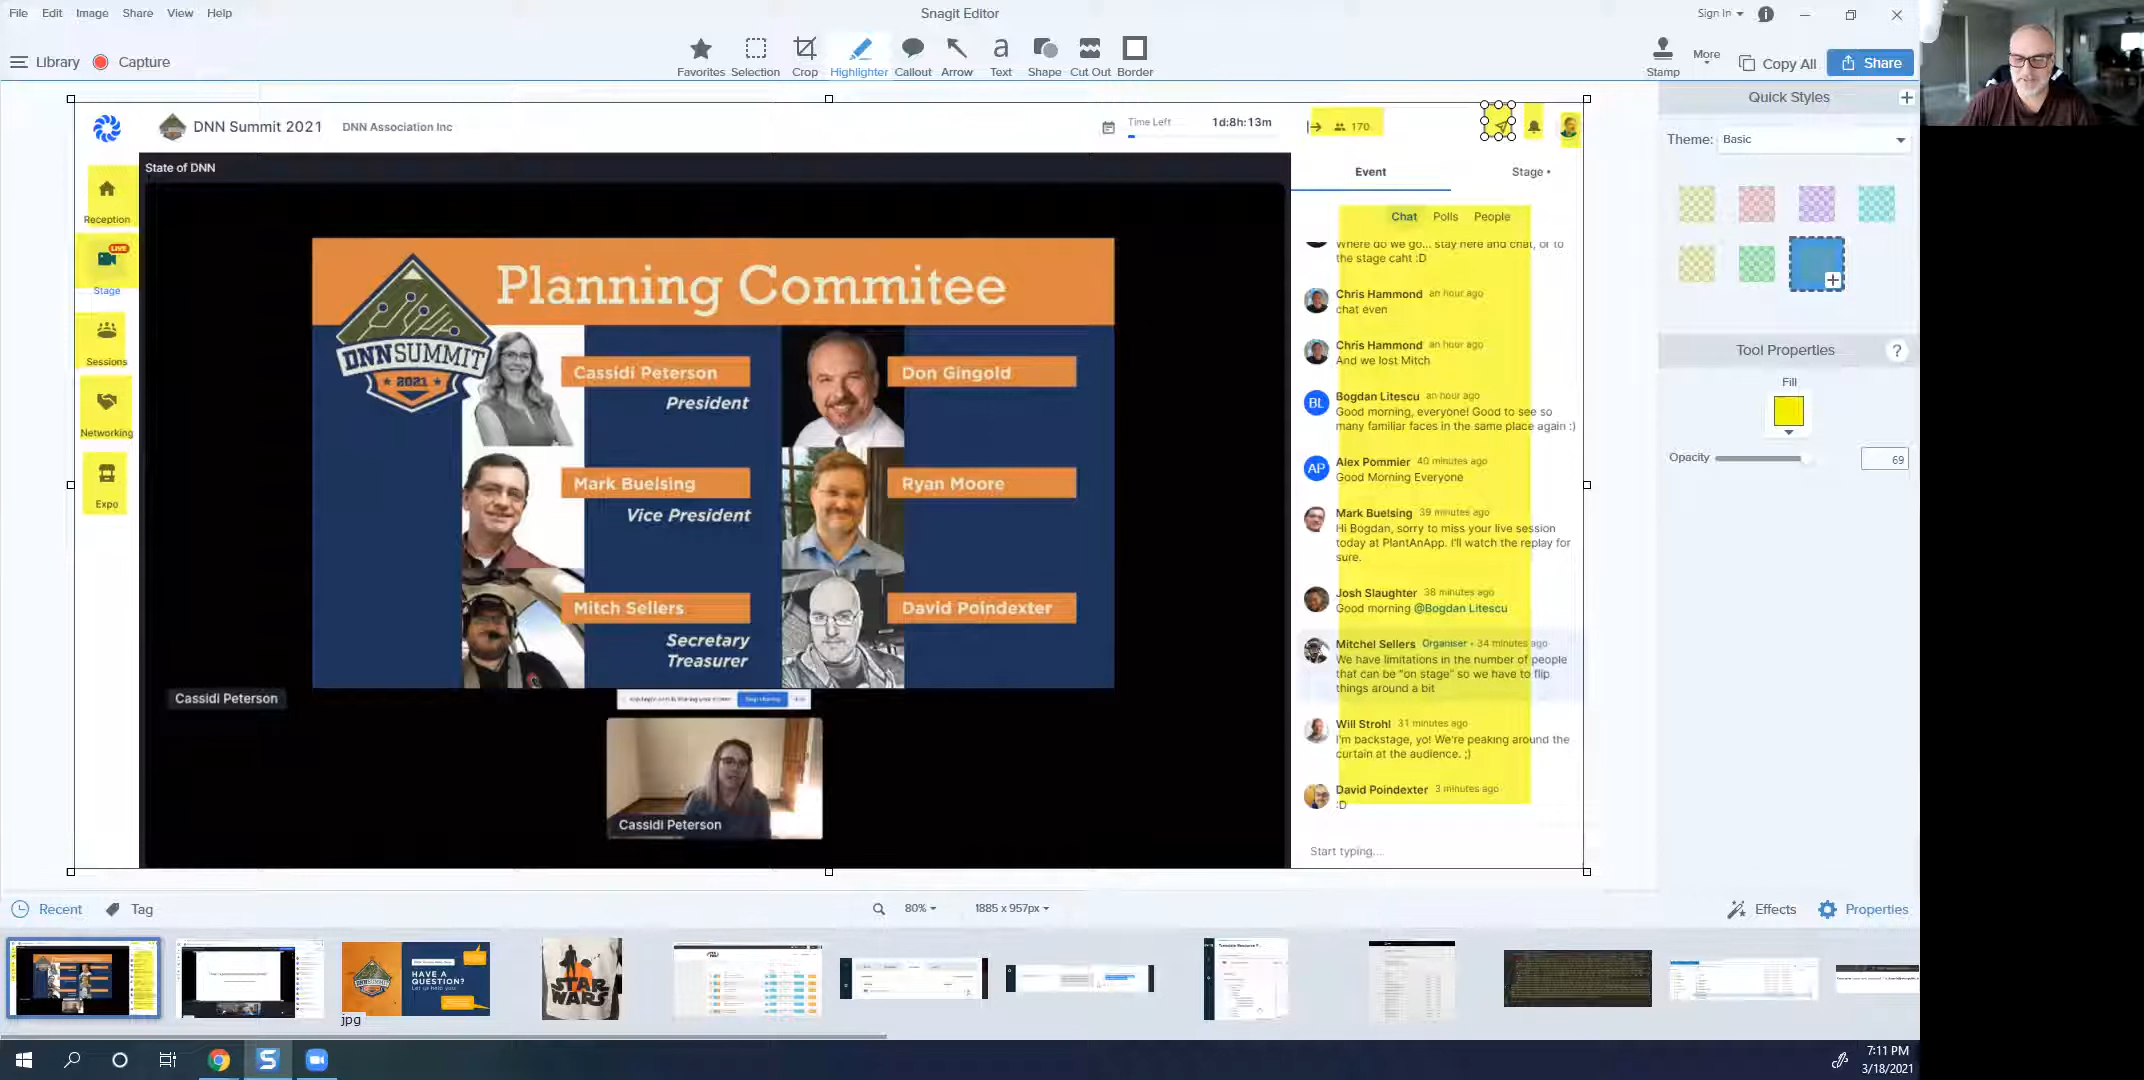 File Edit Image Share View Help
Snagit Editor
Sign In
Library Capture
Favorites Selection Crop Highlighter Callout Arrow Text Shape Cut Out Border
Stamp More Copy All Share
DNN Summit 2021 DNN Association Inc
Time Left 1d:8h:13m
170
Reception
LIVE
Stage
Sessions
Networking
Expo
State of DNN
Planning Commitee
DNNSUMMIT
2021
Cassidi Peterson
President
Don Gingold
Mark Buelsing
Vice President
Ryan Moore
Mitch Sellers
Secretary
Treasurer
David Poindexter
Cassidi Peterson
Stop sharing
Cassidi Peterson
Event Stage •
Chat Polls People
Where do we go... stay here and chat, or to
the stage caht :D
Chris Hammond an hour ago
chat even
Chris Hammond an hour ago
And we lost Mitch
BL
Bogdan Litescu an hour ago
Good morning, everyone! Good to see so
many familiar faces in the same place again :)
AP
Alex Pommier 40 minutes ago
Good Morning Everyone
Mark Buelsing 39 minutes ago
Hi Bogdan, sorry to miss your live session
today at PlantAnApp. I'll watch the replay for
sure.
Josh Slaughter 38 minutes ago
Good morning @Bogdan Litescu
Mitchel Sellers Organiser • 34 minutes ago
We have limitations in the number of people
that can be "on stage" so we have to flip
things around a bit
Will Strohl 31 minutes ago
I'm backstage, yo! We're peaking around the
curtain at the audience. ;)
David Poindexter 3 minutes ago
:D
Start typing...
Quick Styles
Theme: Basic
Tool Properties ?
Fill
Opacity 69
Recent Tag
80% 1885 x 957px
Effects Properties
DNNSUMMIT
HAVE A
QUESTION?
jpg
STAR
WARS
7:11 PM
3/18/2021